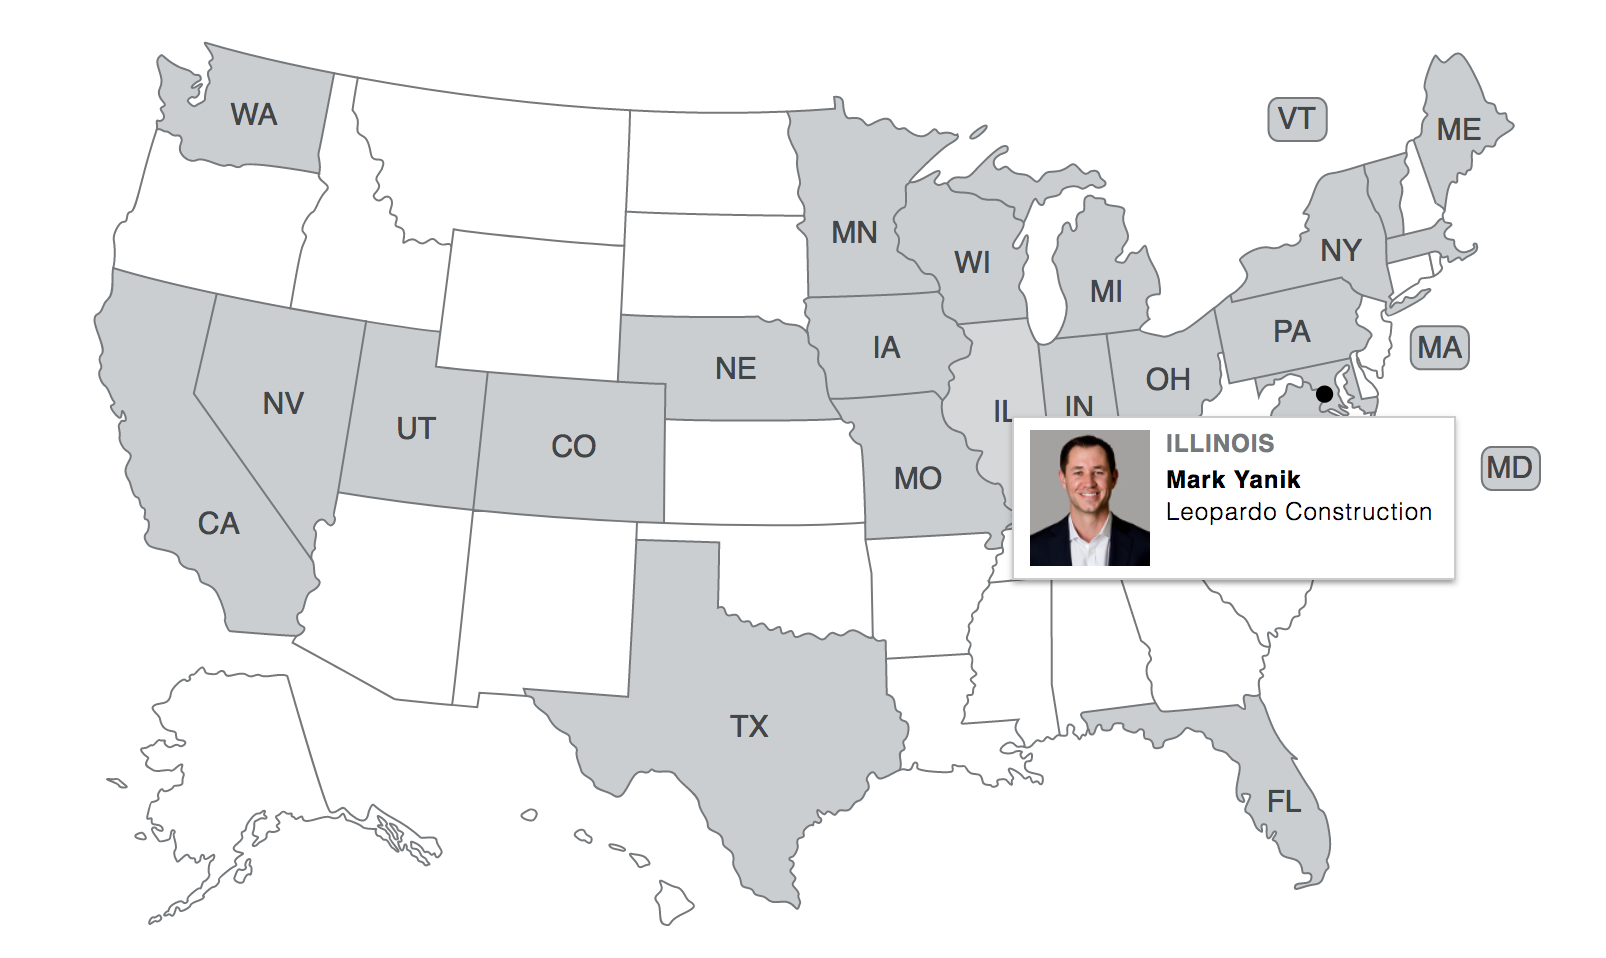 WA
VT
ME
MN
WI
NY
MI
PA
MA
IA
NE
OH
NV
IL
IN
UT
CO
MO
MD
CA
ILLINOIS
Mark Yanik
Leopardo Construction
TX
FL